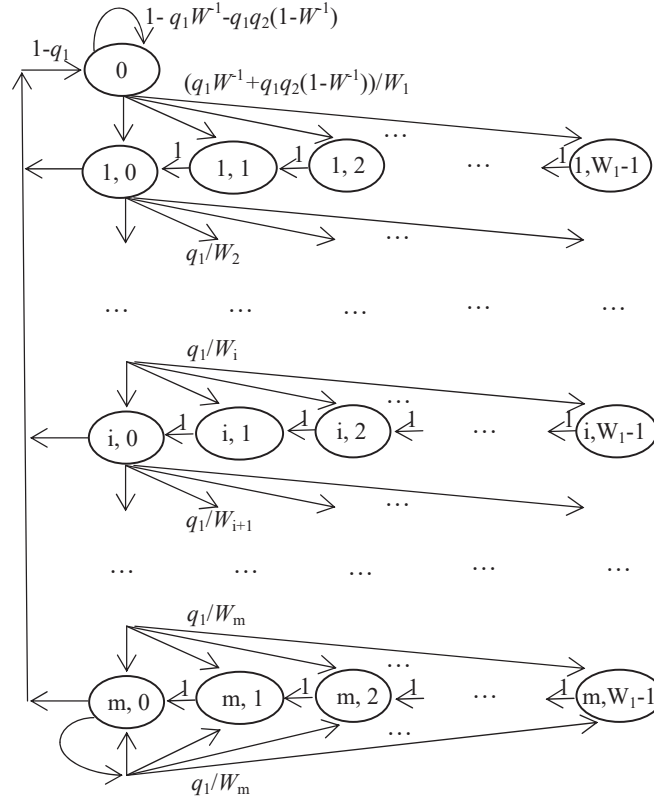 1- q₁W⁻¹-q₁q₂(1-W⁻¹)
1-q₁
0
(q₁W⁻¹+q₁q₂(1-W⁻¹))/W₁
...
1, 0 1 1, 1 1 1, 2 ... 1 1,W₁-1
q₁/W₂ ...
... ... ... ... ...
q₁/Wᵢ
...
i, 0 1 i, 1 1 i, 2 1 ... 1 i,W₁-1
...
q₁/Wᵢ₊₁
... ... ... ... ...
q₁/Wₘ
...
m, 0 1 m, 1 1 m, 2 1 ... 1 m,W₁-1
...
q₁/Wₘ